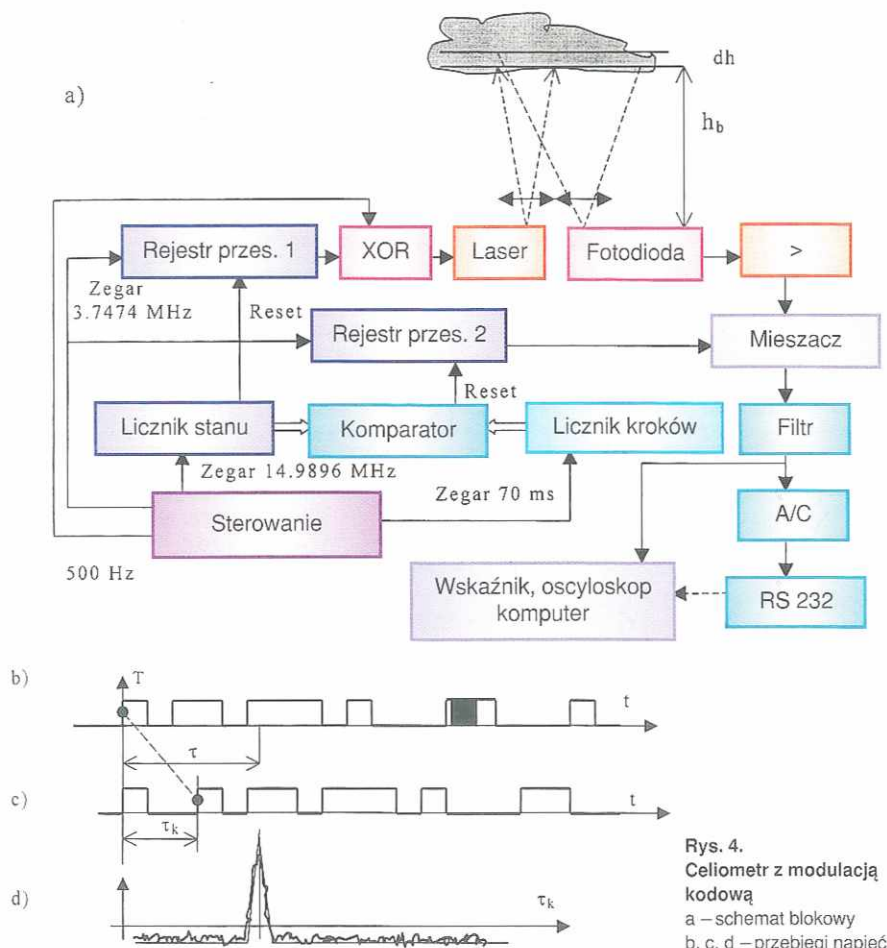 dh
a)
h_b
Rejestr przes. 1
XOR
Laser
Fotodioda
>
Zegar
3.7474 MHz
Reset
Rejestr przes. 2
Mieszacz
Reset
Licznik stanu
Komparator
Licznik kroków
Filtr
Zegar 14.9896 MHz
Zegar 70 ms
Sterowanie
A/C
500 Hz
Wskaźnik, oscyloskop
komputer
RS 232
b)
T
t
τ
c)
t
τ_k
d)
τ_k
Rys. 4.
Celiometr z modulacją
kodową
a – schemat blokowy
b, c, d – przebiegi napięć